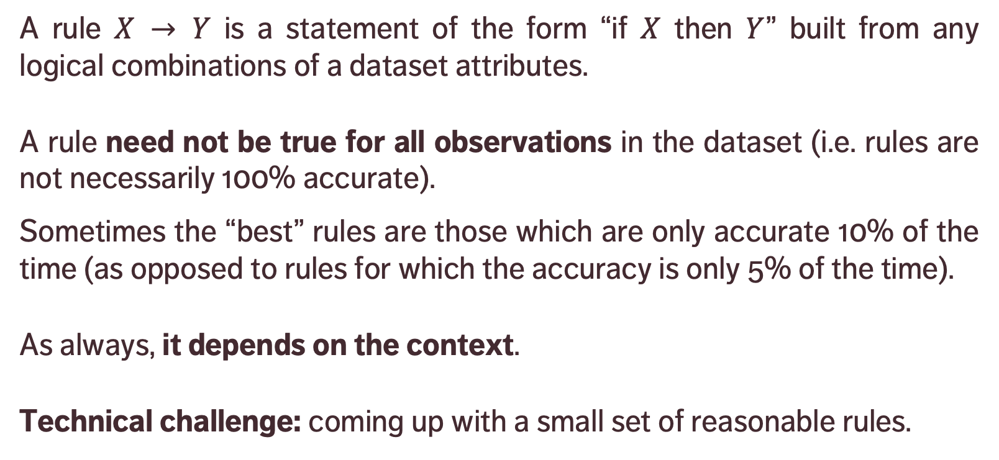 A rule X → Y is a statement of the form “if X then Y” built from any
logical combinations of a dataset attributes.
A rule need not be true for all observations in the dataset (i.e. rules are
not necessarily 100% accurate).
Sometimes the “best” rules are those which are only accurate 10% of the
time (as opposed to rules for which the accuracy is only 5% of the time).
As always, it depends on the context.
Technical challenge: coming up with a small set of reasonable rules.